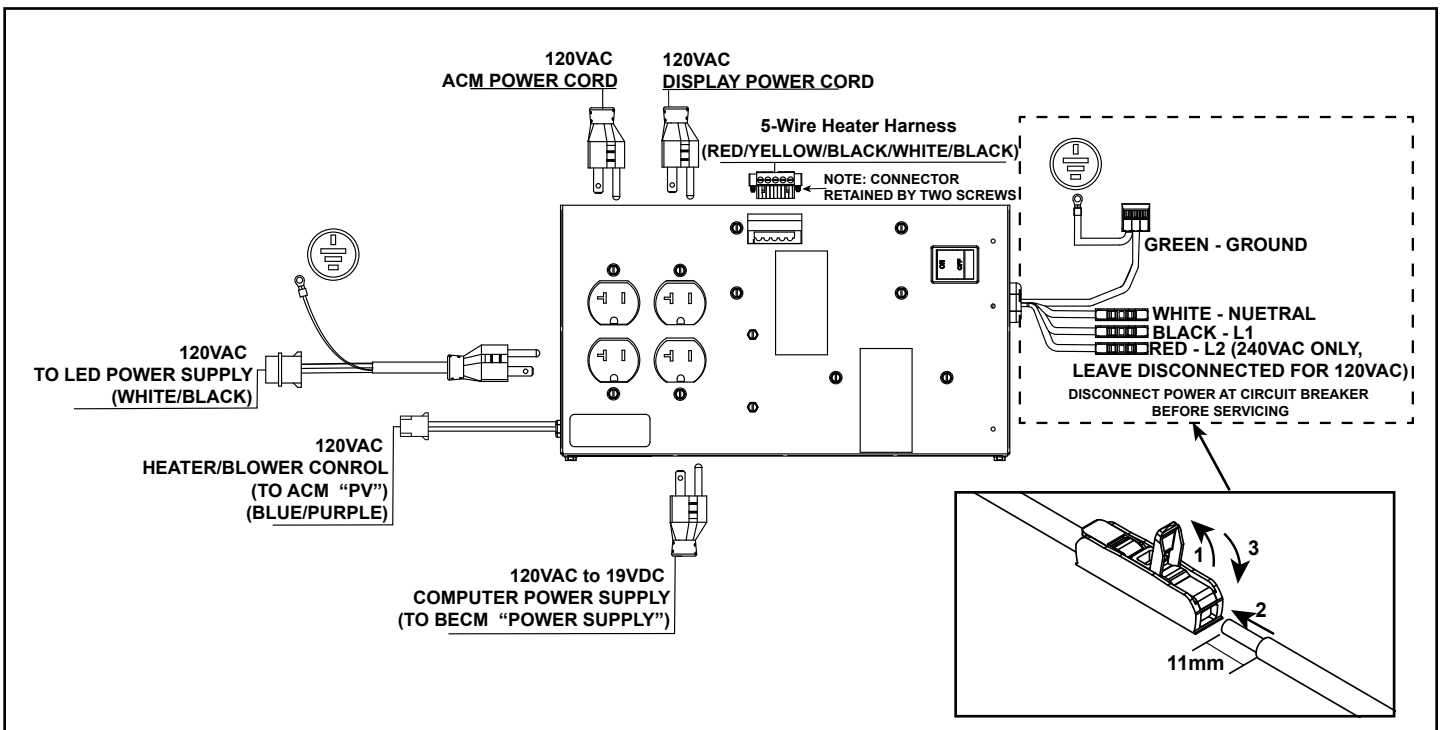 120VAC
ACM POWER CORD
120VAC
DISPLAY POWER CORD
5-Wire Heater Harness
(RED/YELLOW/BLACK/WHITE/BLACK)
NOTE: CONNECTOR
RETAINED BY TWO SCREWS
ON
OFF
GREEN - GROUND
WHITE - NUETRAL
BLACK - L1
RED - L2 (240VAC ONLY,
LEAVE DISCONNECTED FOR 120VAC)
DISCONNECT POWER AT CIRCUIT BREAKER
BEFORE SERVICING
120VAC
TO LED POWER SUPPLY
(WHITE/BLACK)
120VAC
HEATER/BLOWER CONROL
(TO ACM “PV”)
(BLUE/PURPLE)
120VAC to 19VDC
COMPUTER POWER SUPPLY
(TO BECM “POWER SUPPLY”)
1
3
2
11mm